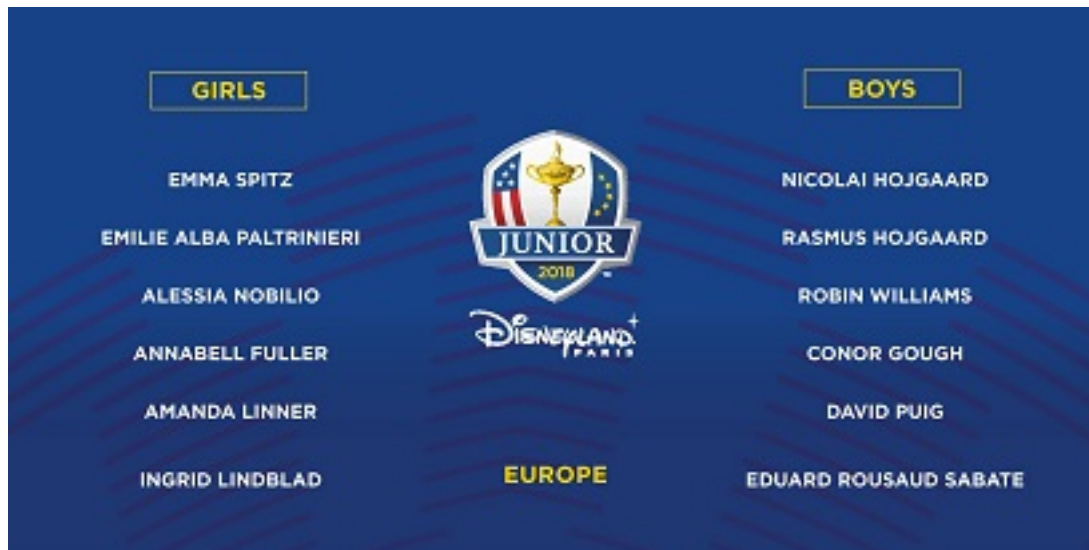 GIRLS
EMMA SPITZ
EMILIE ALBA PALTRINIERI
ALESSIA NOBILIO
ANNABELL FULLER
AMANDA LINNER
INGRID LINDBLAD
JUNIOR
2018
™
DISNEYLAND
PARIS
EUROPE
BOYS
NICOLAI HOJGAARD
RASMUS HOJGAARD
ROBIN WILLIAMS
CONOR GOUGH
DAVID PUIG
EDUARD ROUSAUD SABATE